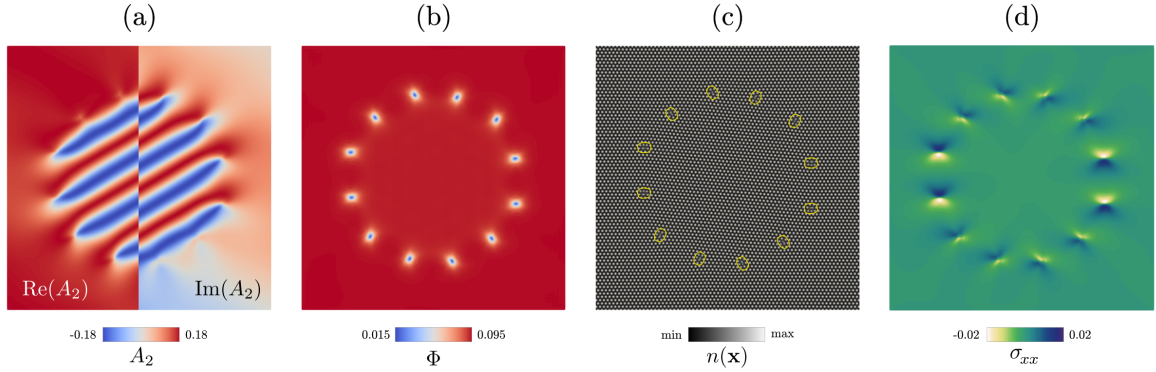 (a) (b) (c) (d)
Re(A₂) Im(A₂)
-0.18 0.18 0.015 0.095 min max -0.02 0.02
A₂ Φ n(x) σₓₓ